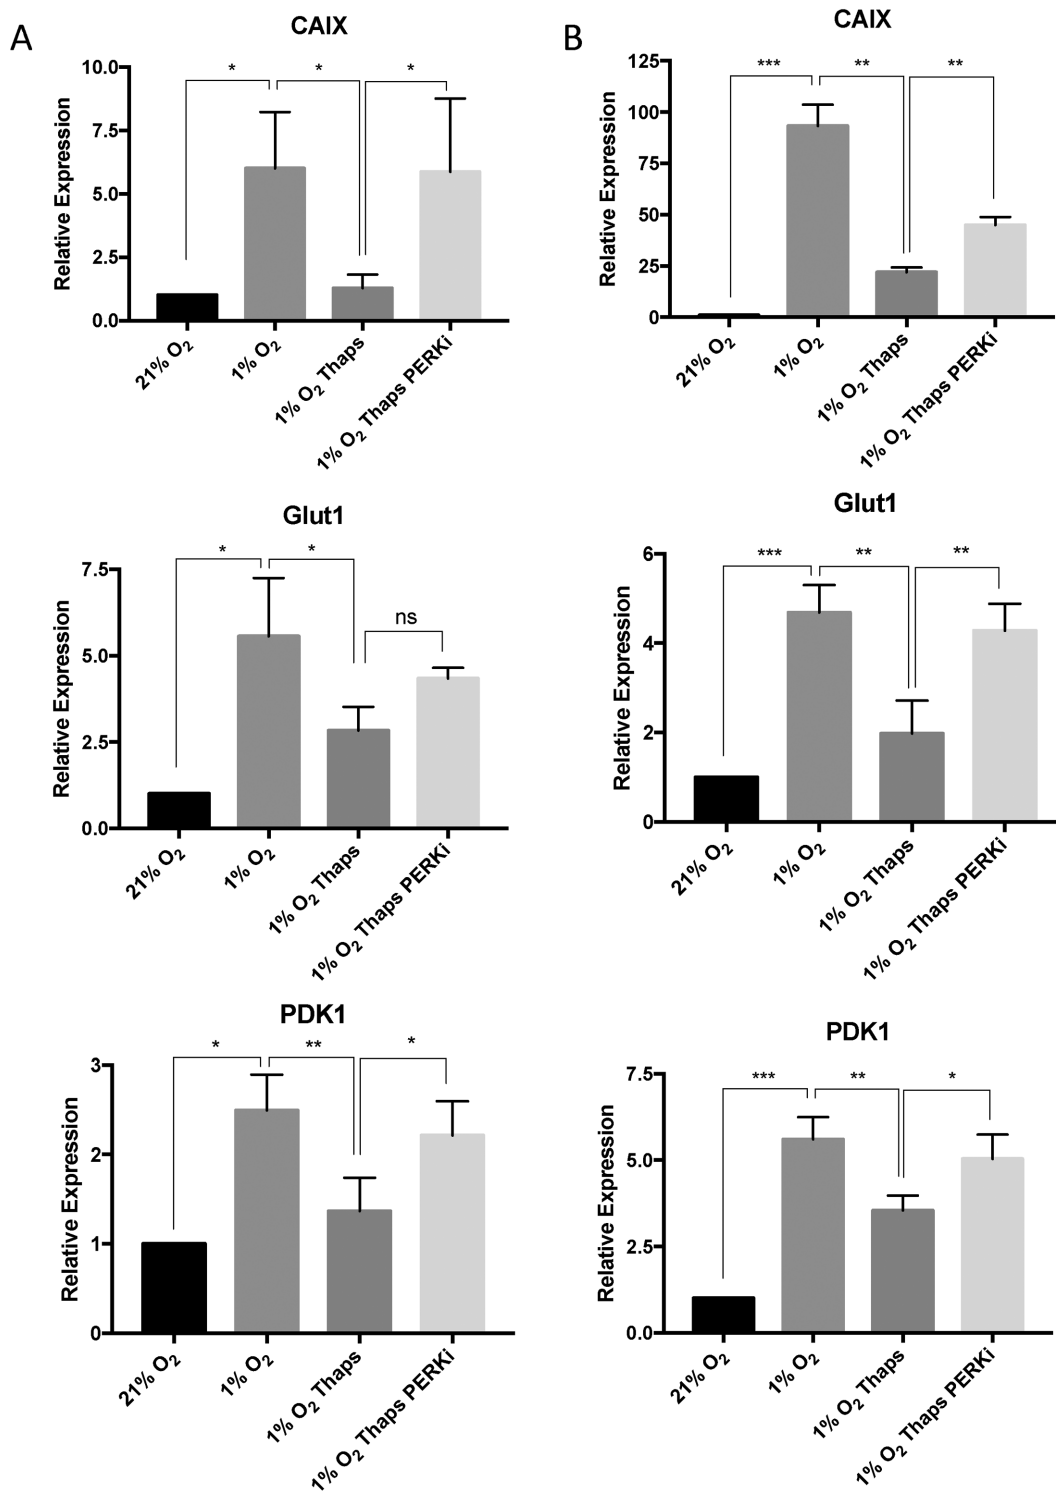 A
CAIX
Relative Expression
10.0
7.5
5.0
2.5
0.0
*
*
*
21% O₂
1% O₂
1% O₂ Thaps
1% O₂ Thaps PERKi
B
CAIX
Relative Expression
125
100
75
50
25
0
***
**
**
21% O₂
1% O₂
1% O₂ Thaps
1% O₂ Thaps PERKi
Glut1
Relative Expression
7.5
5.0
2.5
0.0
*
*
ns
21% O₂
1% O₂
1% O₂ Thaps
1% O₂ Thaps PERKi
Glut1
Relative Expression
6
4
2
0
***
**
**
21% O₂
1% O₂
1% O₂ Thaps
1% O₂ Thaps PERKi
PDK1
Relative Expression
3
2
1
0
*
**
*
21% O₂
1% O₂
1% O₂ Thaps
1% O₂ Thaps PERKi
PDK1
Relative Expression
7.5
5.0
2.5
0.0
***
**
*
21% O₂
1% O₂
1% O₂ Thaps
1% O₂ Thaps PERKi